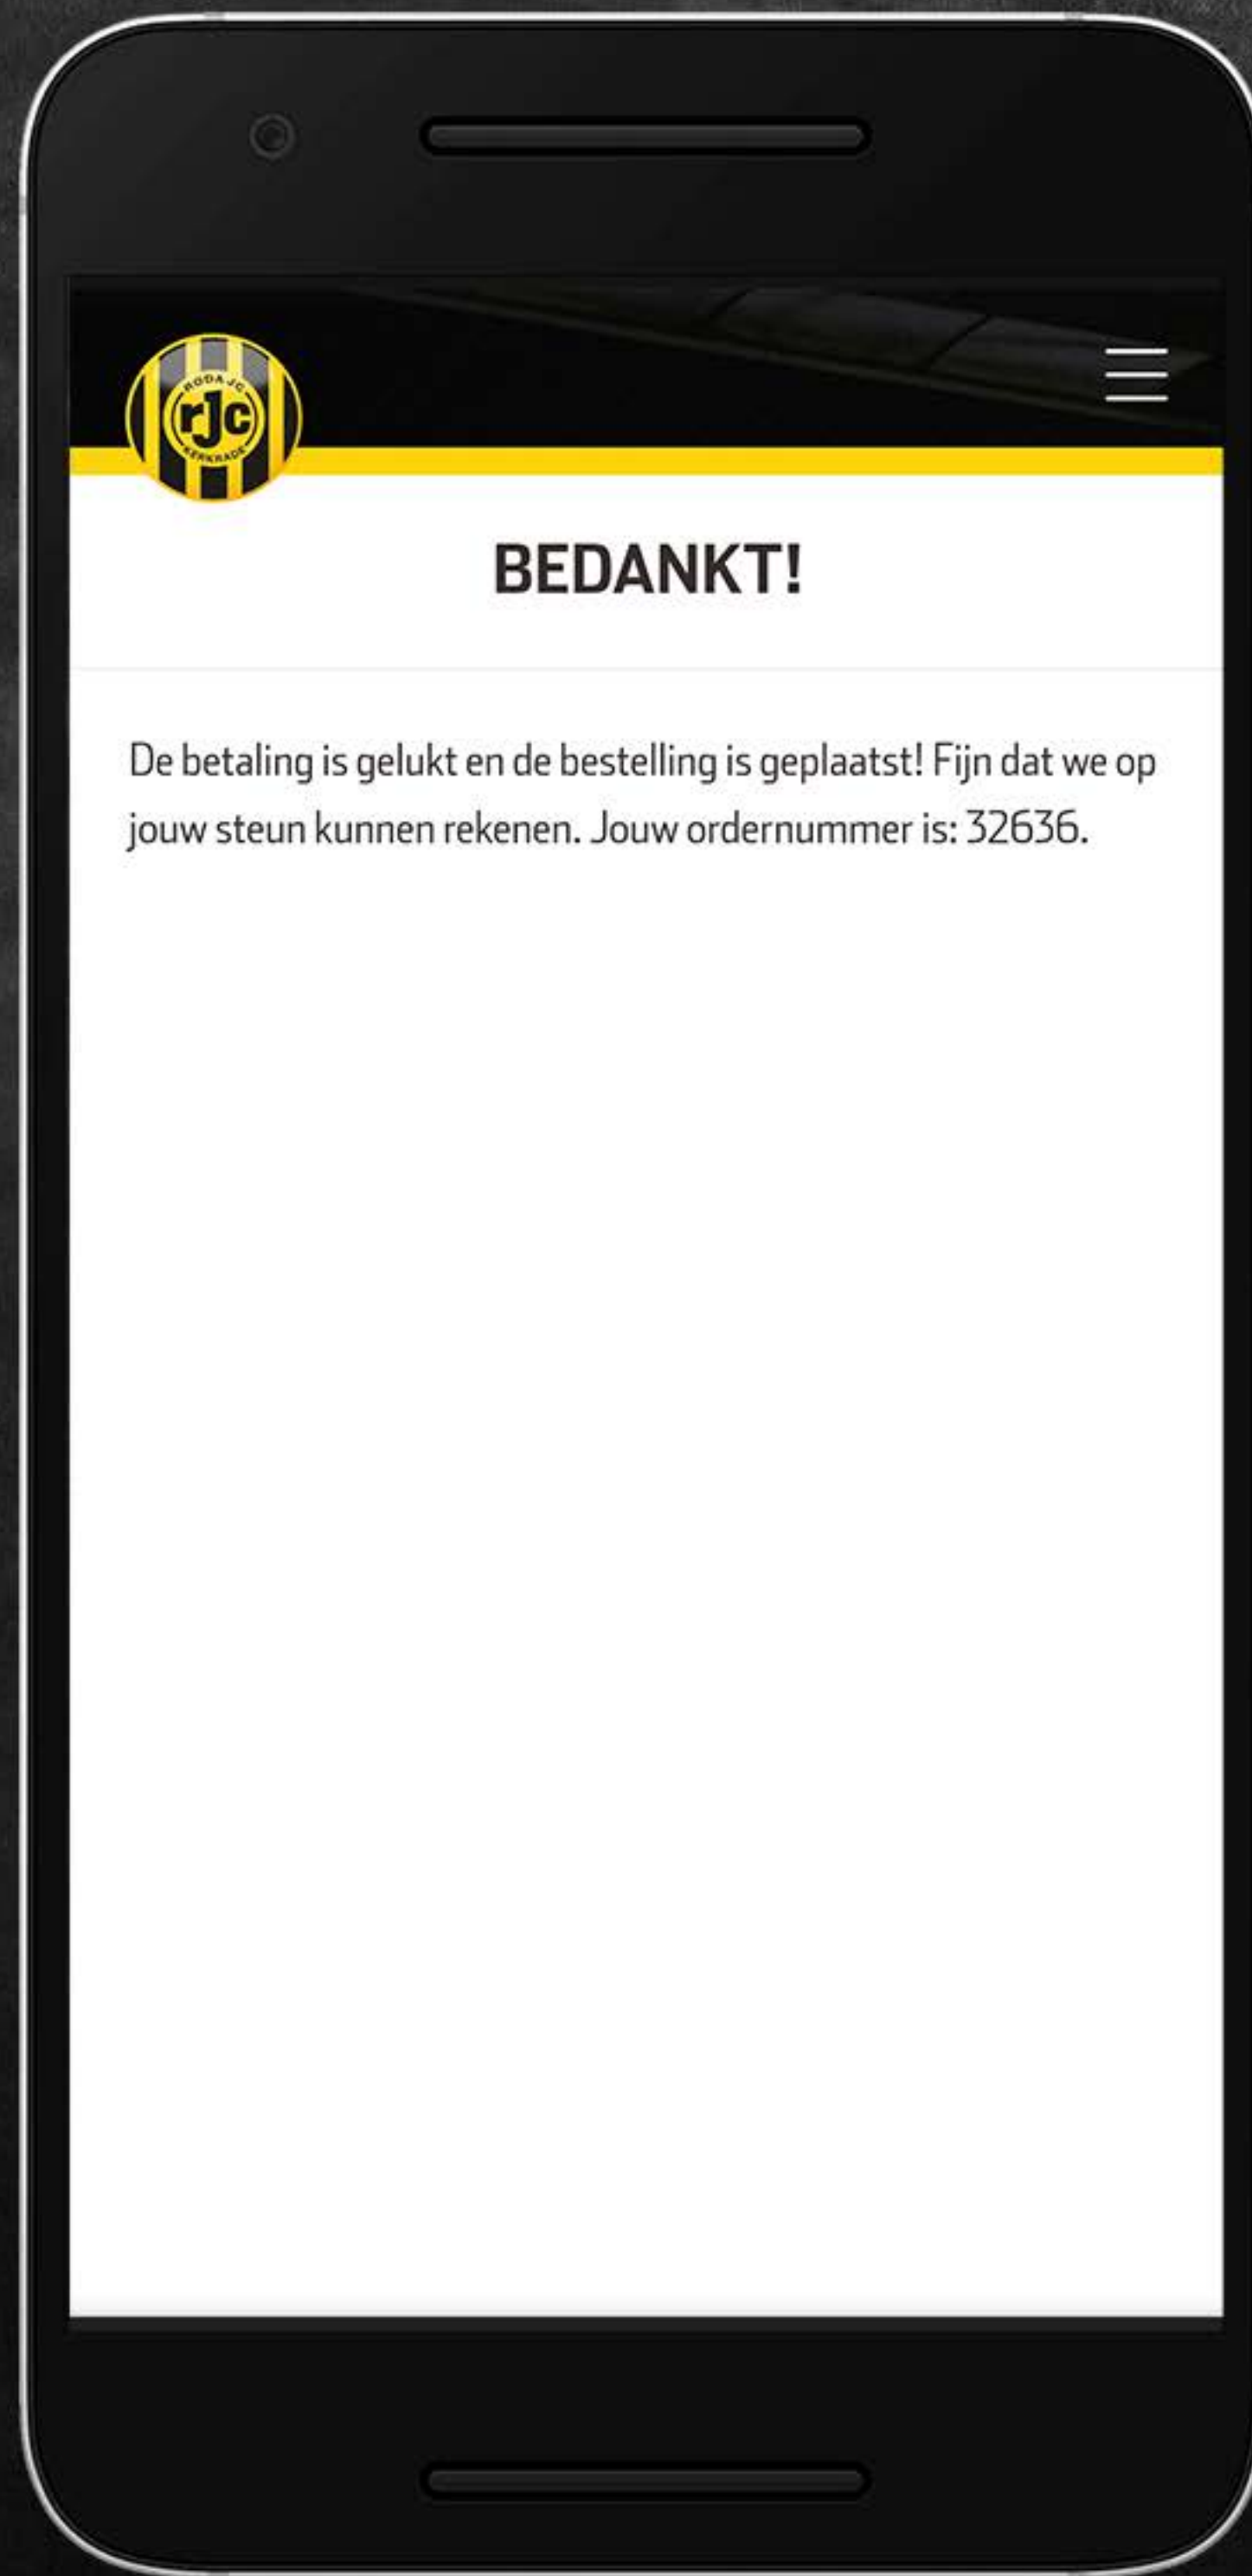 RODA JC
rJc
KERKRADE
BEDANKT!
De betaling is gelukt en de bestelling is geplaatst! Fijn dat we op
jouw steun kunnen rekenen. Jouw ordernummer is: 32636.